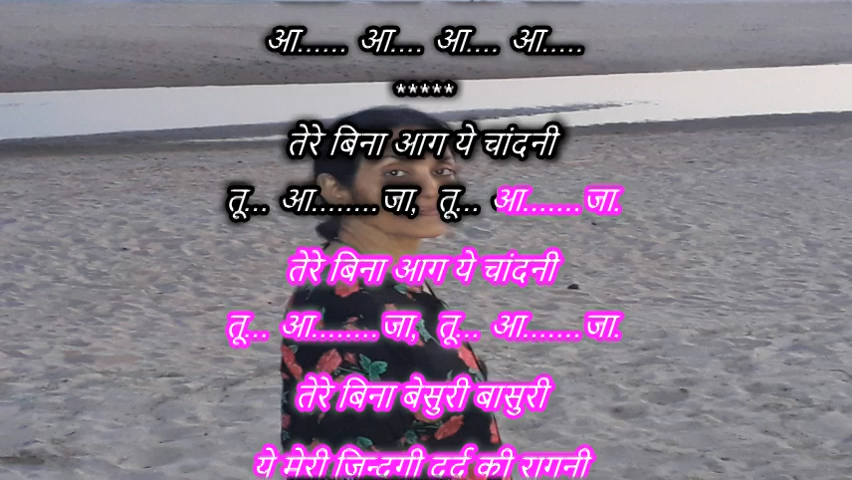 आ...... आ.... आ.... आ.....
*****
तेरे बिना आग ये चांदनी
तू... आ........जा, तू... आ.......जा.
तेरे बिना आग ये चांदनी
तू... आ........जा, तू... आ.......जा.
तेरे बिना बेसुरी बासुरी
ये मेरी जिन्दगी दर्द की रागनी